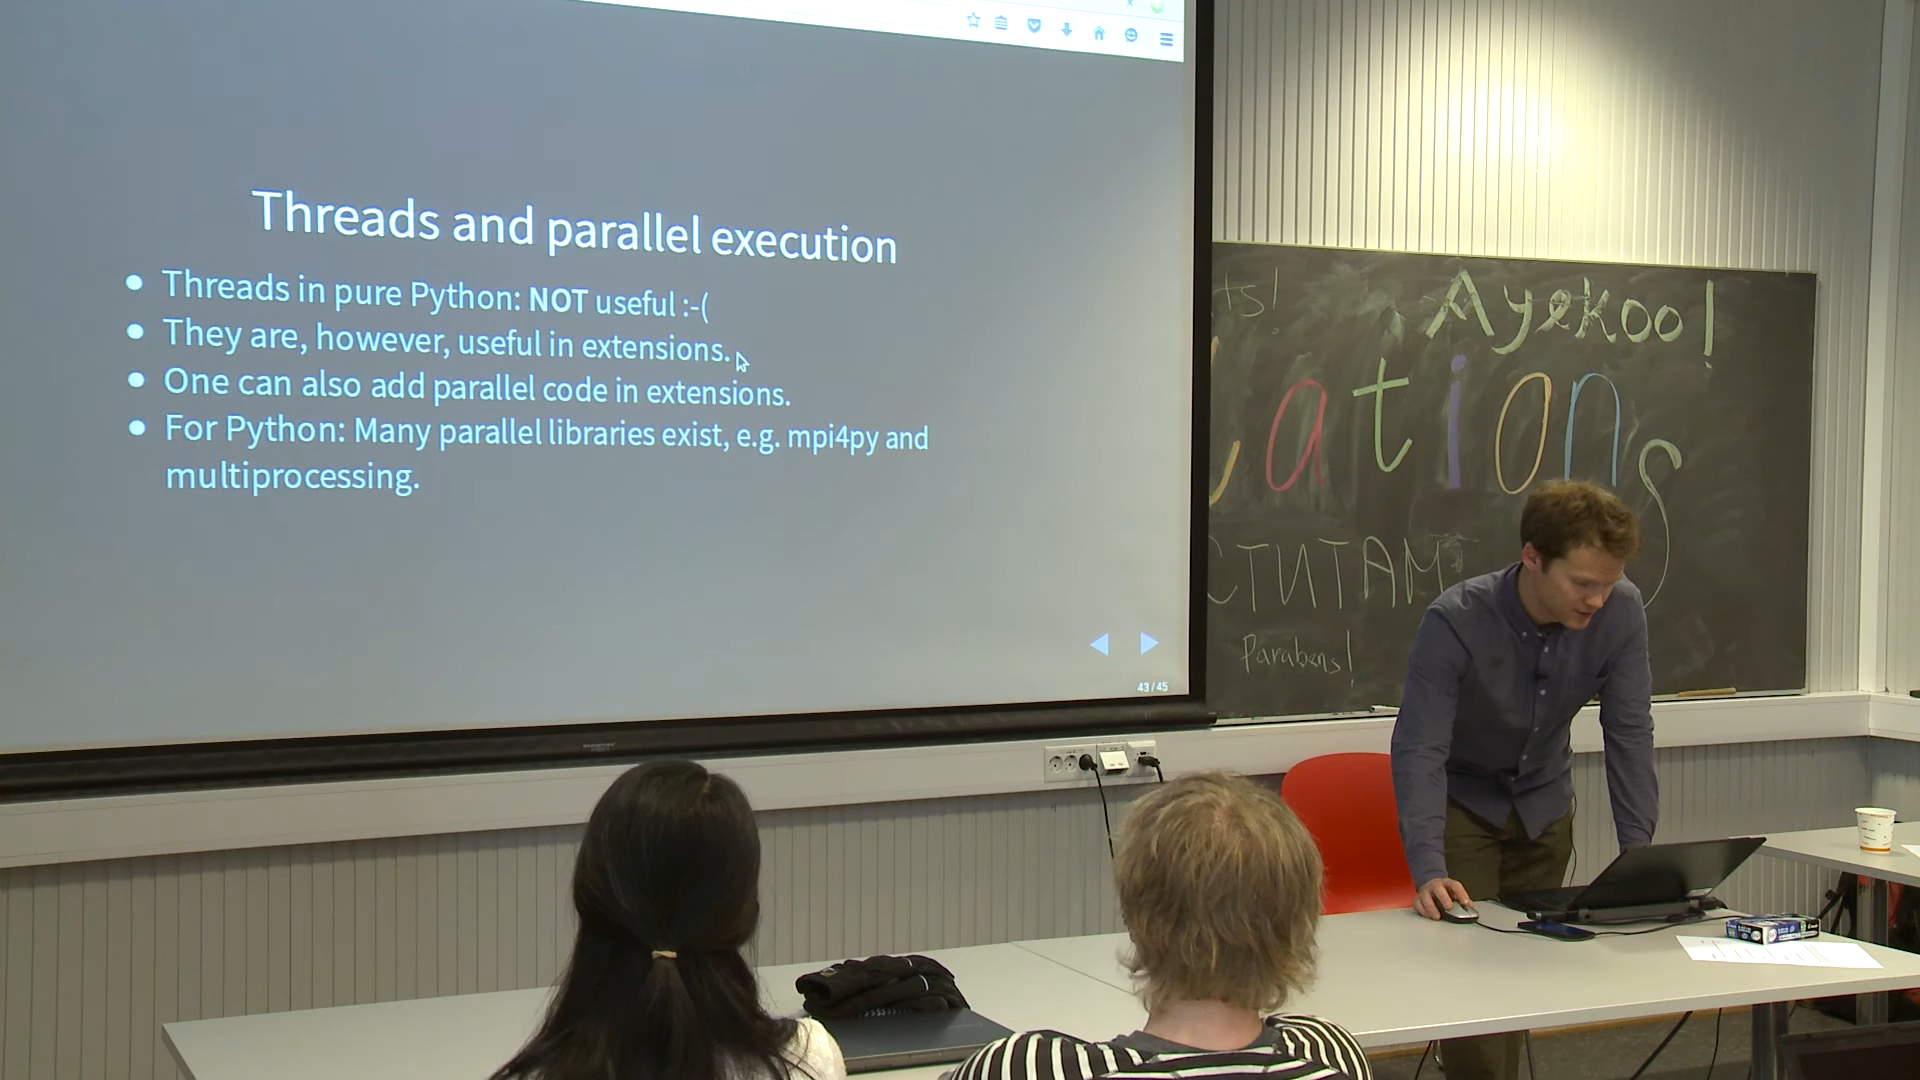 Threads and parallel execution
Threads in pure Python: NOT useful :-(
They are, however, useful in extensions.
One can also add parallel code in extensions.
For Python: Many parallel libraries exist, e.g. mpi4py and
multiprocessing.
43 / 45
ts!
Ayekoo!
ations
СТИТАМ
Parabens!